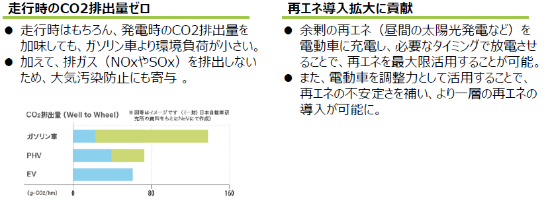 走行時のCO2排出量ゼロ
● 走行時はもちろん、発電時のCO2排出量を
加味しても、ガソリン車より環境負荷が小さい。
● 加えて、排ガス（NOxやSOx）を排出しない
ため、大気汚染防止にも寄与 。
CO₂排出量（Well to Wheel）
ガソリン車
PHV
EV
(g-CO2/km)
0
80
160
再エネ導入拡大に貢献
● 余剰の再エネ（昼間の太陽光発電など）を
電動車に充電し、必要なタイミングで放電させ
ることで、再エネを最大限活用することが可能。
● また、電動車を調整力として活用することで、
再エネの不安定さを補い、より一層の再エネの
導入が可能に。